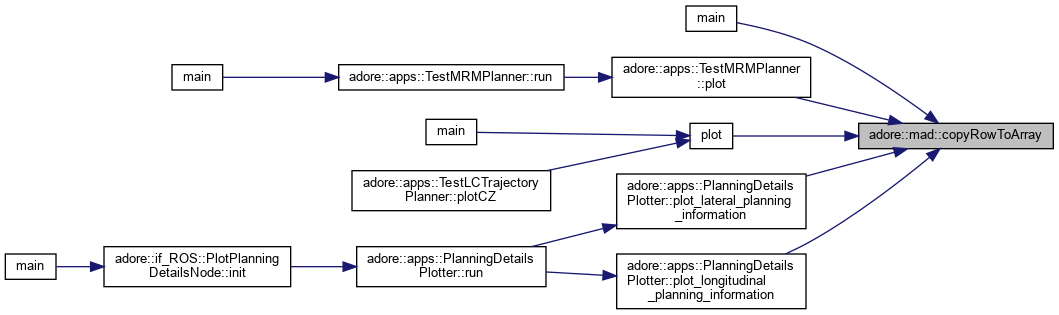 main
adore::apps::TestMRMPlanner
::plot
main
adore::apps::TestMRMPlanner::run
adore::mad::copyRowToArray
main
plot
adore::apps::TestLCTrajectory
Planner::plotCZ
adore::apps::PlanningDetails
Plotter::plot_lateral_planning
_information
main
adore::if_ROS::PlotPlanning
DetailsNode::init
adore::apps::PlanningDetails
Plotter::run
adore::apps::PlanningDetails
Plotter::plot_longitudinal
_planning_information